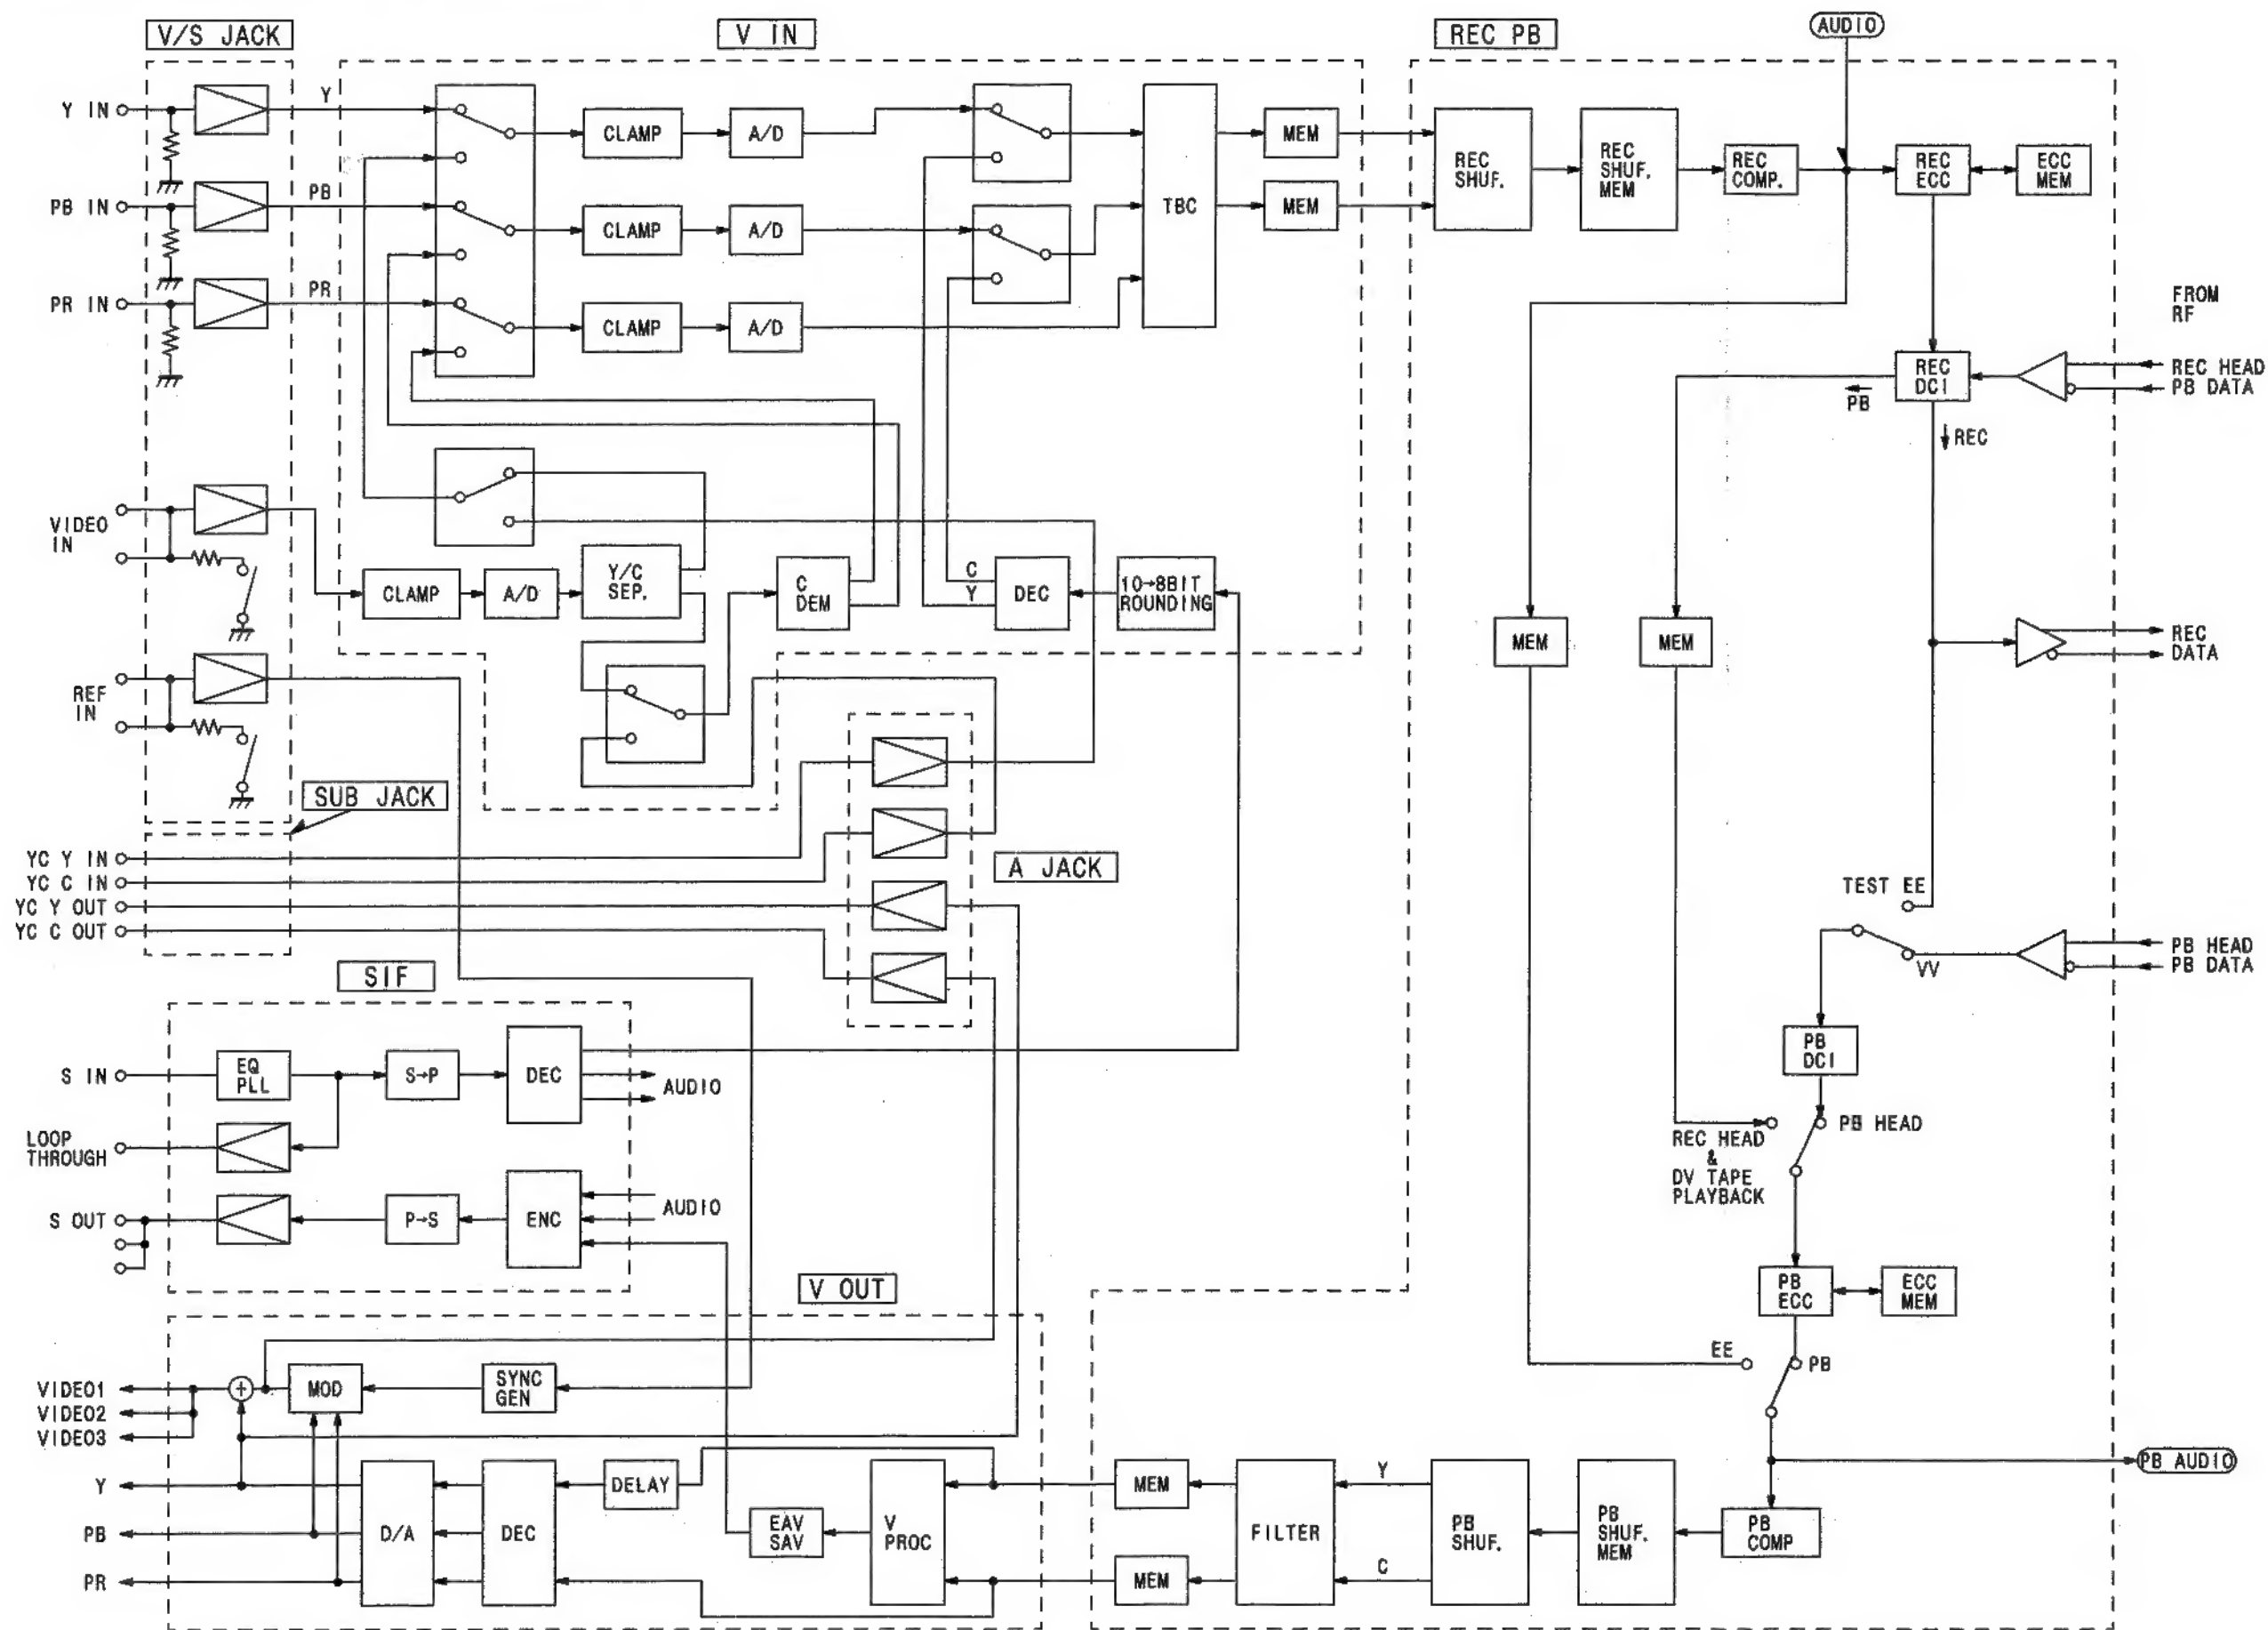 V/S JACK
V IN
REC PB
AUDIO
Y IN
Y
PB IN
PB
PR IN
PR
CLAMP
A/D
CLAMP
A/D
CLAMP
A/D
TBC
MEM
MEM
REC
SHUF.
REC
SHUF.
MEM
REC
COMP.
REC
ECC
ECC
MEM
FROM
RF
REC
DCI
REC HEAD
PB DATA
PB
REC
VIDEO
IN
CLAMP
A/D
Y/C
SEP.
C
DEM
C
Y
DEC
10→8BIT
ROUNDING
MEM
MEM
REC
DATA
REF
IN
SUB JACK
YC Y IN
YC C IN
YC Y OUT
YC C OUT
A JACK
TEST EE
VV
PB HEAD
PB DATA
SIF
S IN
EQ
PLL
S→P
DEC
AUDIO
LOOP
THROUGH
S OUT
P→S
ENC
AUDIO
PB
DCI
PB HEAD
REC HEAD
&
DV TAPE
PLAYBACK
PB
ECC
ECC
MEM
EE
PB
V OUT
VIDEO1
VIDEO2
VIDEO3
MOD
SYNC
GEN
Y
PB
PR
D/A
DEC
DELAY
EAV
SAV
V
PROC
MEM
MEM
FILTER
Y
C
PB
SHUF.
PB
SHUF.
MEM
PB
COMP
PB AUDIO